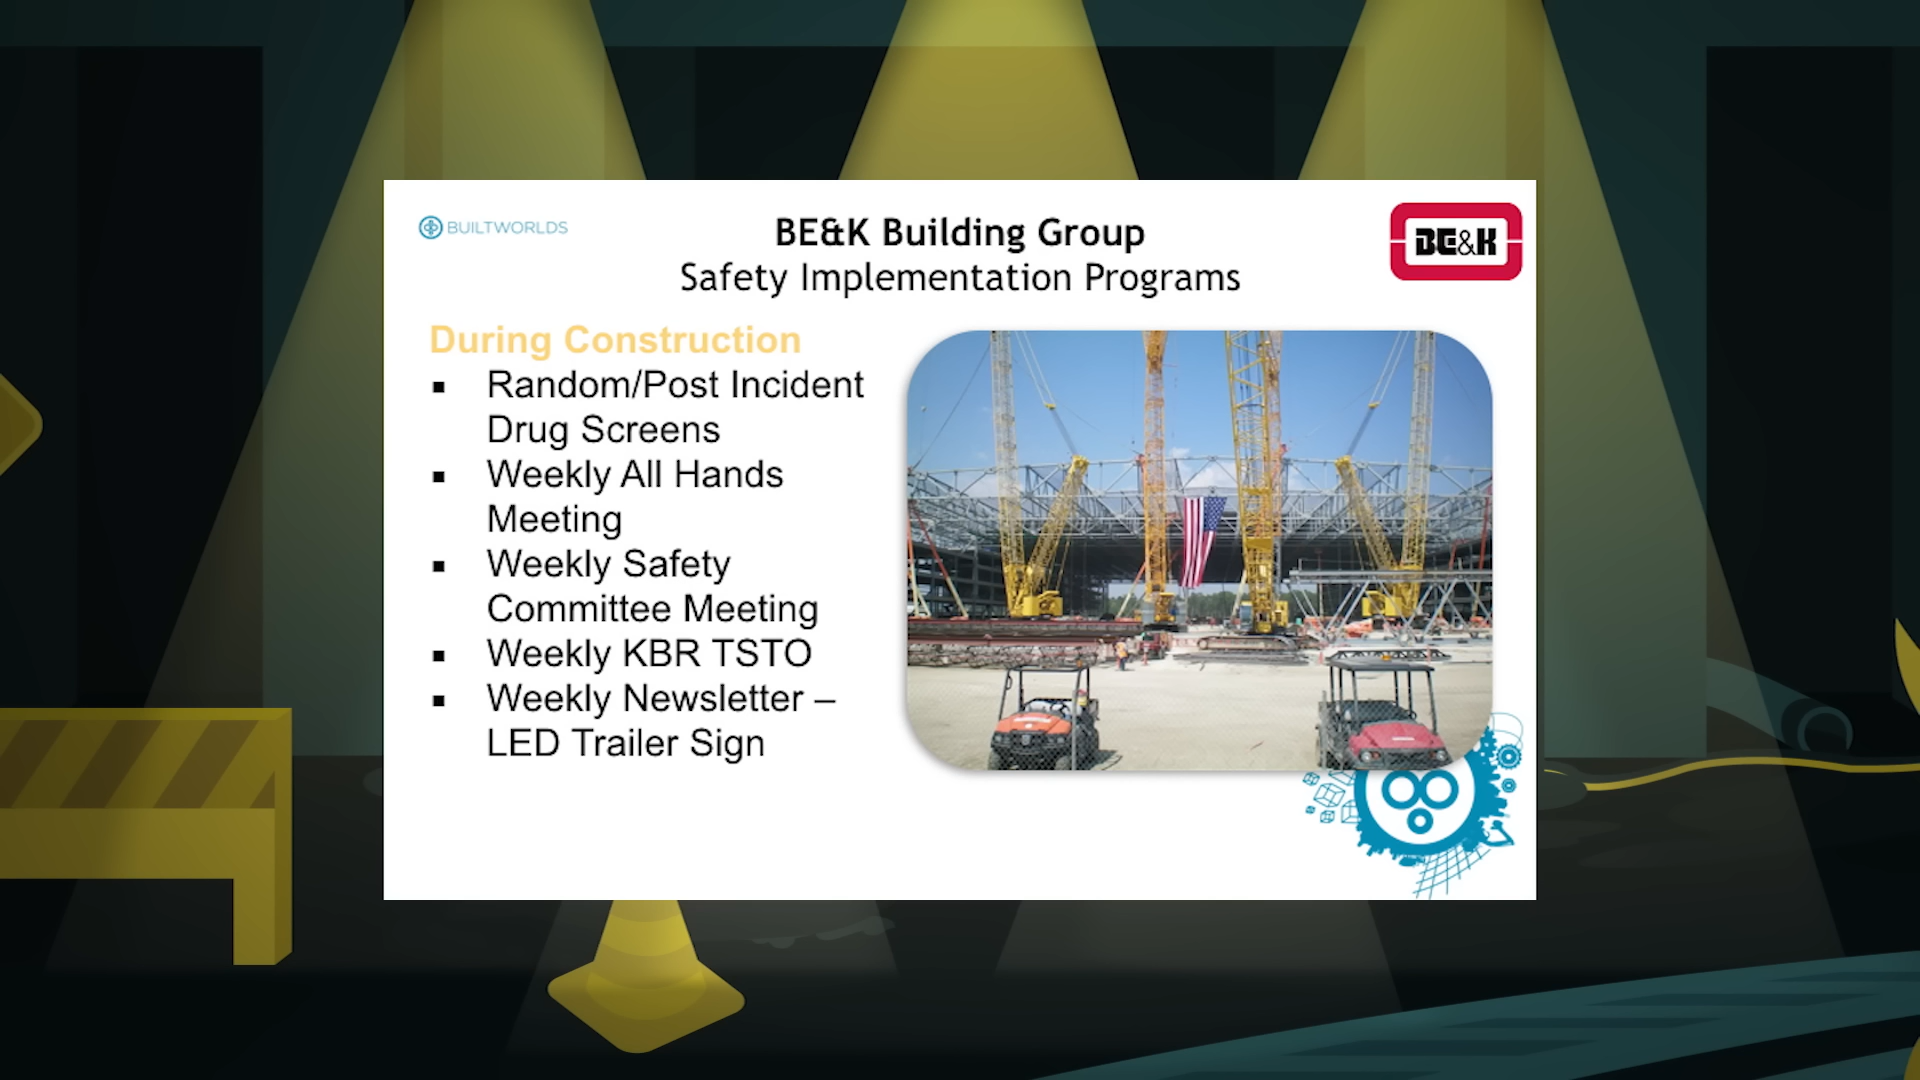 BUILTWORLDS
BE&K Building Group
Safety Implementation Programs
BE&K
During Construction
▪ Random/Post Incident
Drug Screens
▪ Weekly All Hands
Meeting
▪ Weekly Safety
Committee Meeting
▪ Weekly KBR TSTO
▪ Weekly Newsletter –
LED Trailer Sign